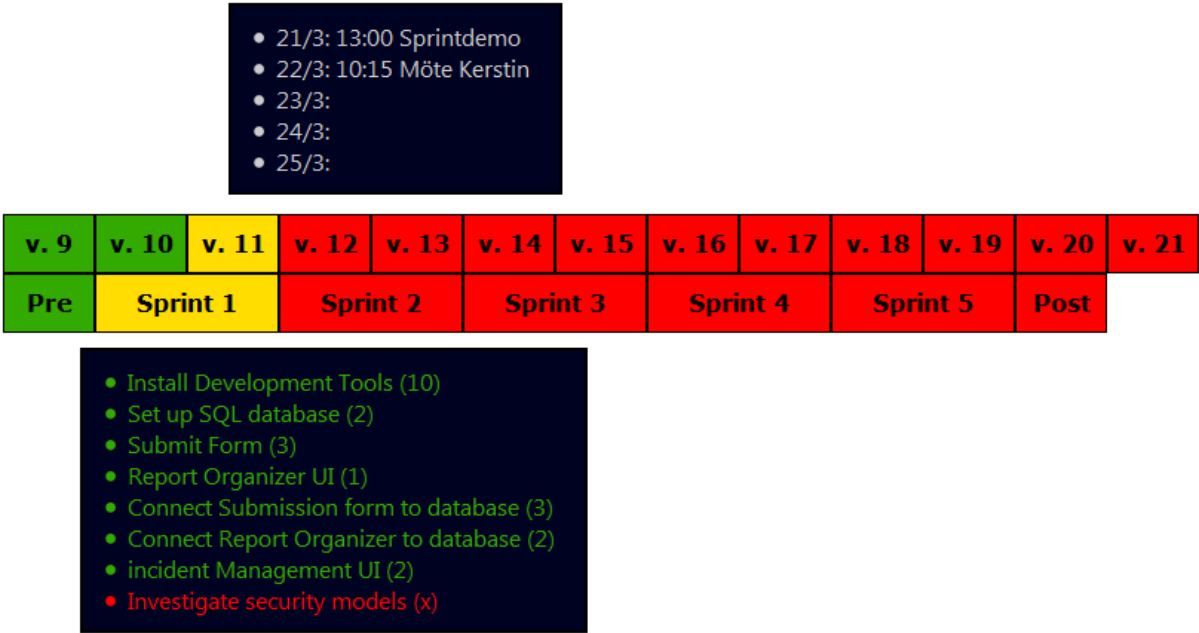 21/3: 13:00 Sprintdemo
22/3: 10:15 Möte Kerstin
23/3:
24/3:
25/3:
v. 9 v. 10 v. 11 v. 12 v. 13 v. 14 v. 15 v. 16 v. 17 v. 18 v. 19 v. 20 v. 21
Pre Sprint 1 Sprint 2 Sprint 3 Sprint 4 Sprint 5 Post
Install Development Tools (10)
Set up SQL database (2)
Submit Form (3)
Report Organizer UI (1)
Connect Submission form to database (3)
Connect Report Organizer to database (2)
incident Management UI (2)
Investigate security models (x)